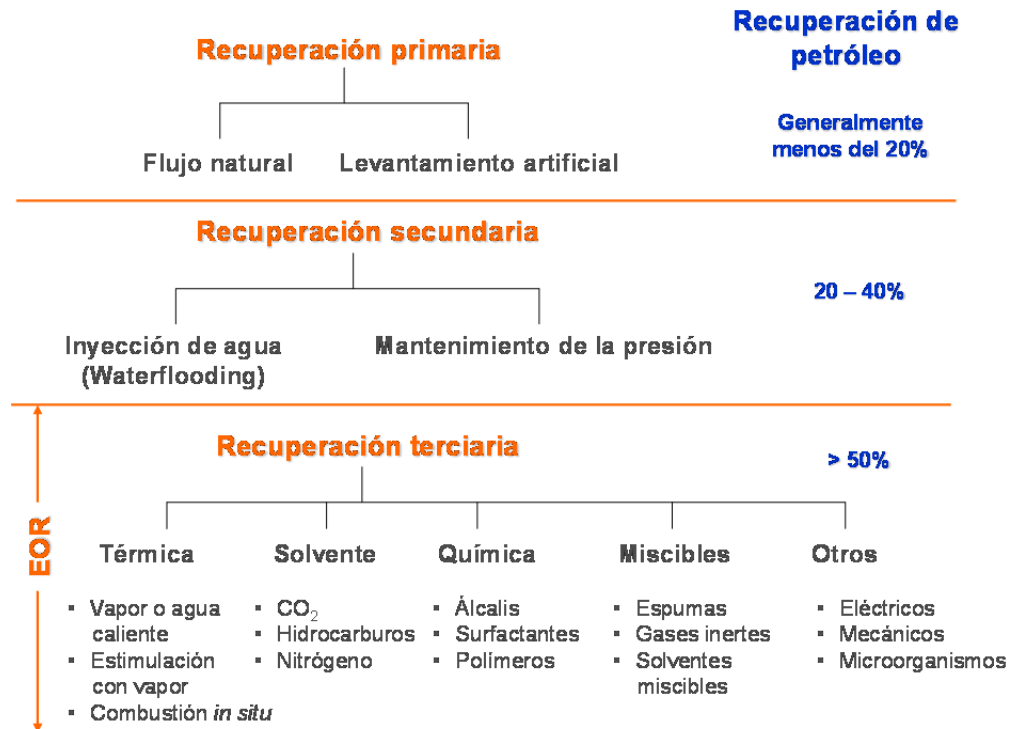 Recuperación de
petróleo
Recuperación primaria
Flujo natural
Levantamiento artificial
Generalmente
menos del 20%
Recuperación secundaria
Inyección de agua
(Waterflooding)
Mantenimiento de la presión
20 – 40%
EOR
Recuperación terciaria
> 50%
Térmica
▪ Vapor o agua
caliente
▪ Estimulación
con vapor
▪ Combustión in situ
Solvente
▪ CO₂
▪ Hidrocarburos
▪ Nitrógeno
Química
▪ Álcalis
▪ Surfactantes
▪ Polímeros
Miscibles
▪ Espumas
▪ Gases inertes
▪ Solventes
miscibles
Otros
▪ Eléctricos
▪ Mecánicos
▪ Microorganismos